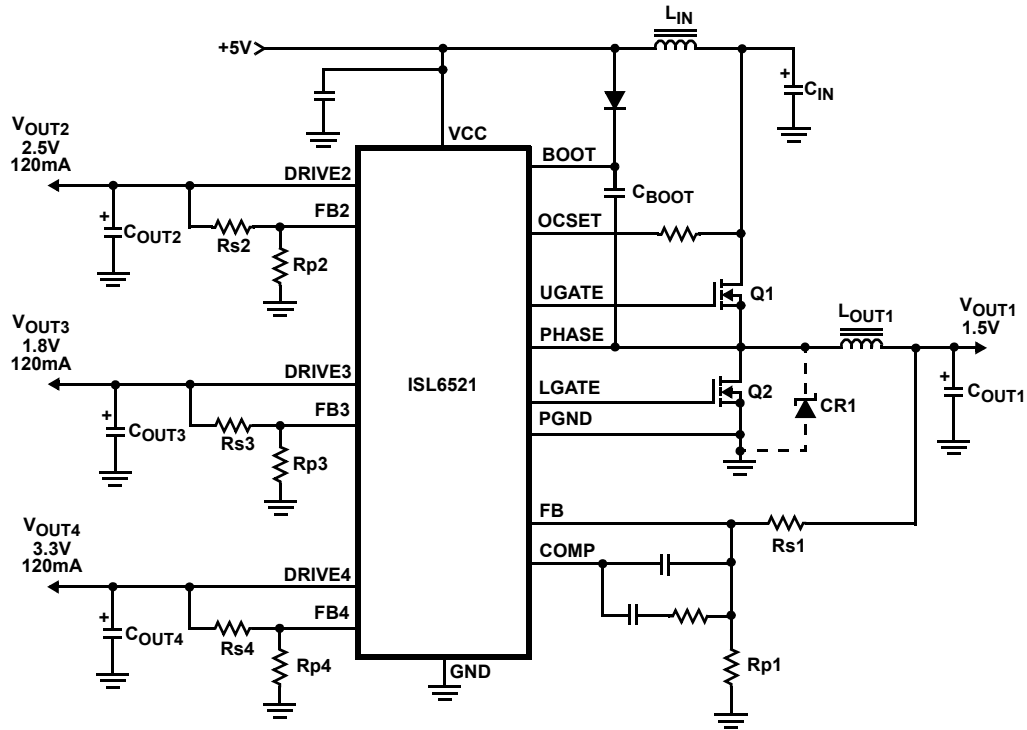 L_IN
+5V
+
C_IN
VCC
V_OUT2
2.5V
120mA
DRIVE2
BOOT
FB2
C_BOOT
+
C_OUT2
Rs2
OCSET
Rp2
UGATE
Q1
V_OUT3
1.8V
120mA
PHASE
L_OUT1
V_OUT1
1.5V
DRIVE3
ISL6521
LGATE
Q2
CR1
+
C_OUT1
+
C_OUT3
FB3
PGND
Rs3
Rp3
V_OUT4
3.3V
120mA
FB
Rs1
DRIVE4
COMP
FB4
+
C_OUT4
Rs4
Rp4
GND
Rp1